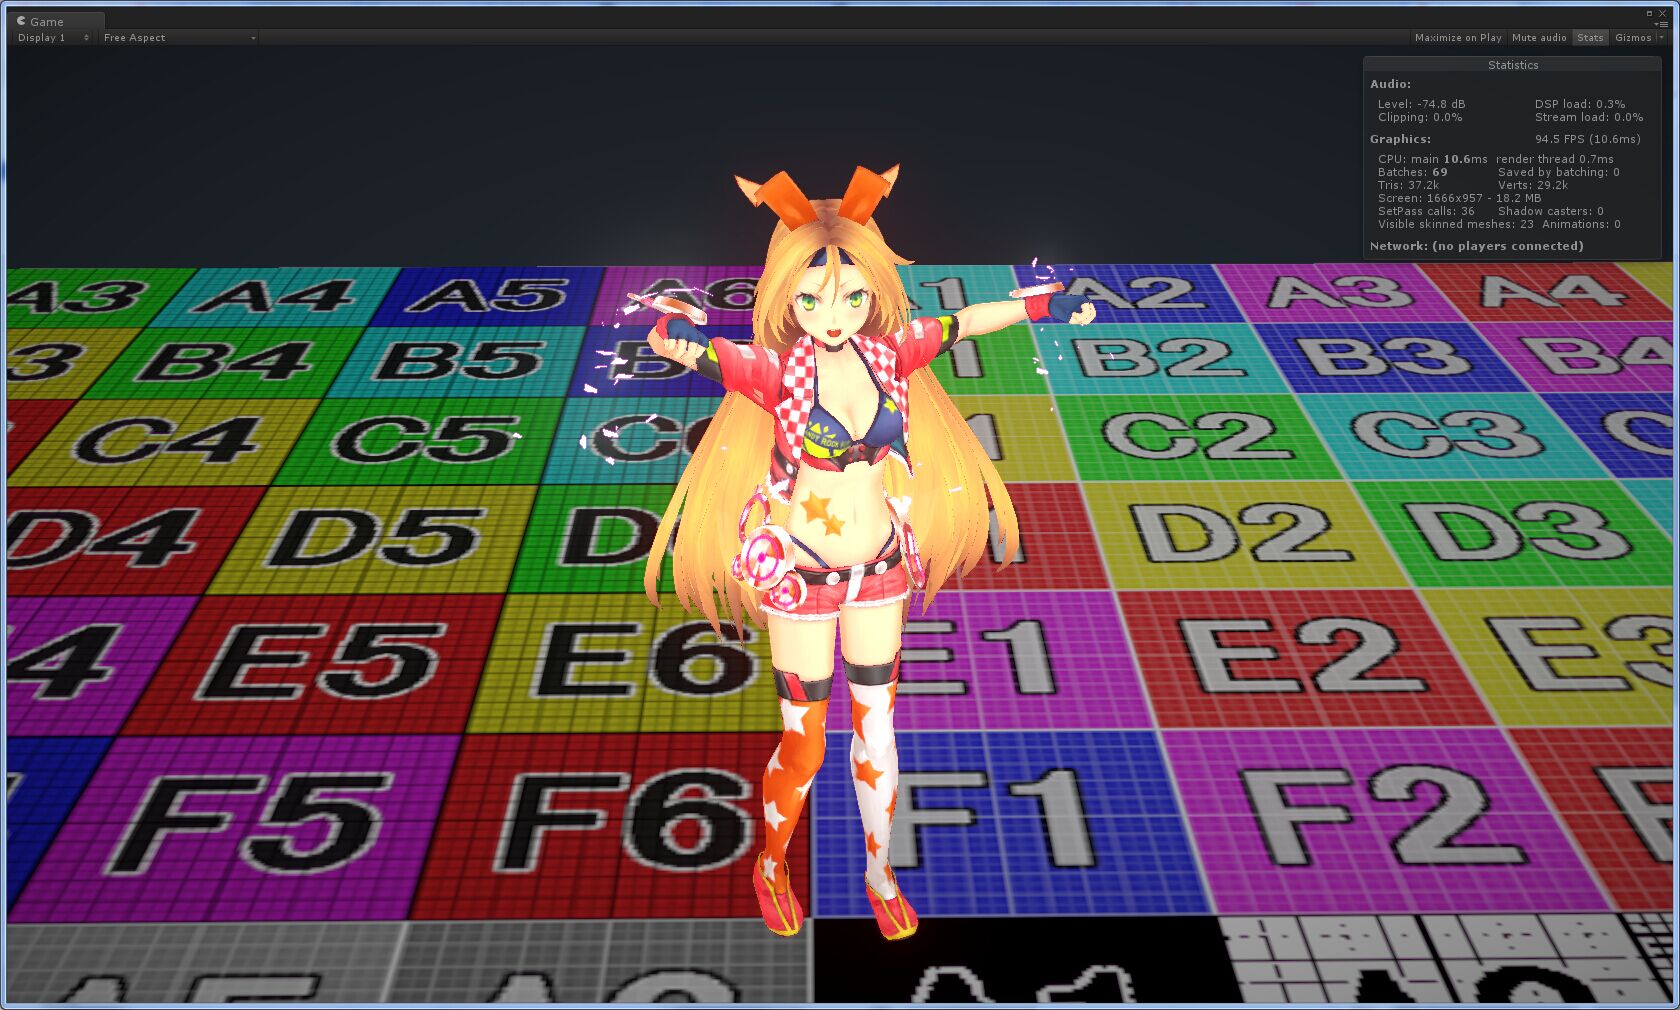 Game
Display 1 Free Aspect Maximize on Play Mute audio Stats Gizmos
Statistics
Audio:
Level: -74.8 dB DSP load: 0.3%
Clipping: 0.0% Stream load: 0.0%
Graphics: 94.5 FPS (10.6ms)
CPU: main 10.6ms render thread 0.7ms
Batches: 69 Saved by batching: 0
Tris: 37.2k Verts: 29.2k
Screen: 1666x957 - 18.2 MB
SetPass calls: 36 Shadow casters: 0
Visible skinned meshes: 23 Animations: 0
Network: (no players connected)
A3 A4 A5 A6 A1 A2 A3 A4
3 B4 B5 B 1 B2 B3 B4
C4 C5 C 1 C2 C3 C
D4 D5 D 1 D2 D3
4 E5 E6 E1 E2 E3
F5 F6 F1 F2 F